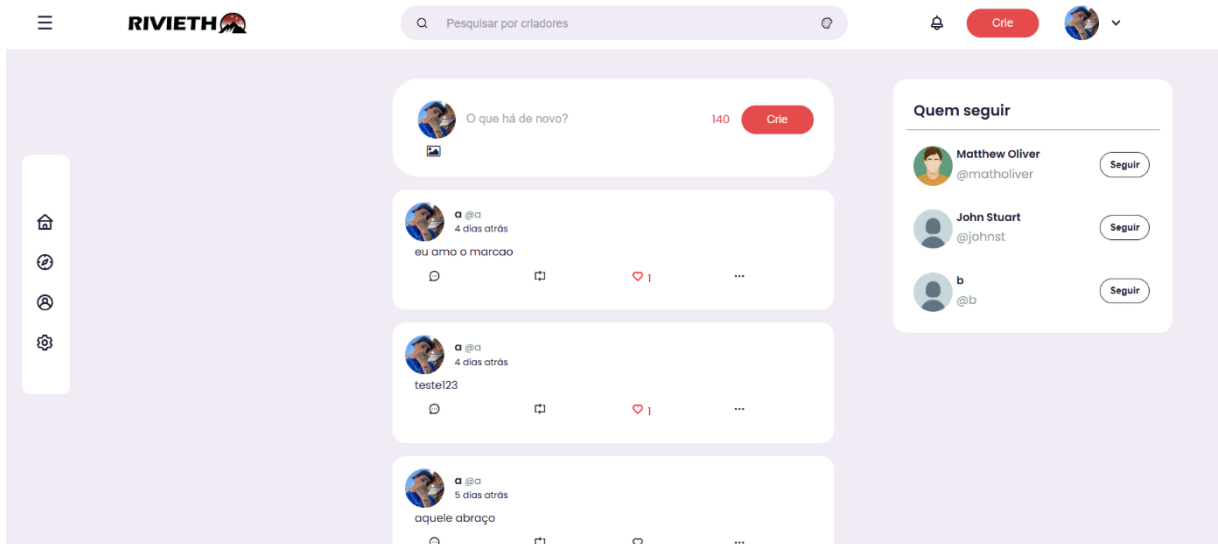 RIVIETH
Pesquisar por criadores
Crie
O que há de novo?
140
Crie
a @a
4 dias atrás
eu amo o marcao
1
a @a
4 dias atrás
teste123
1
a @a
5 dias atrás
aquele abraço
Quem seguir
Matthew Oliver
@matholiver
Seguir
John Stuart
@johnst
Seguir
b
@b
Seguir